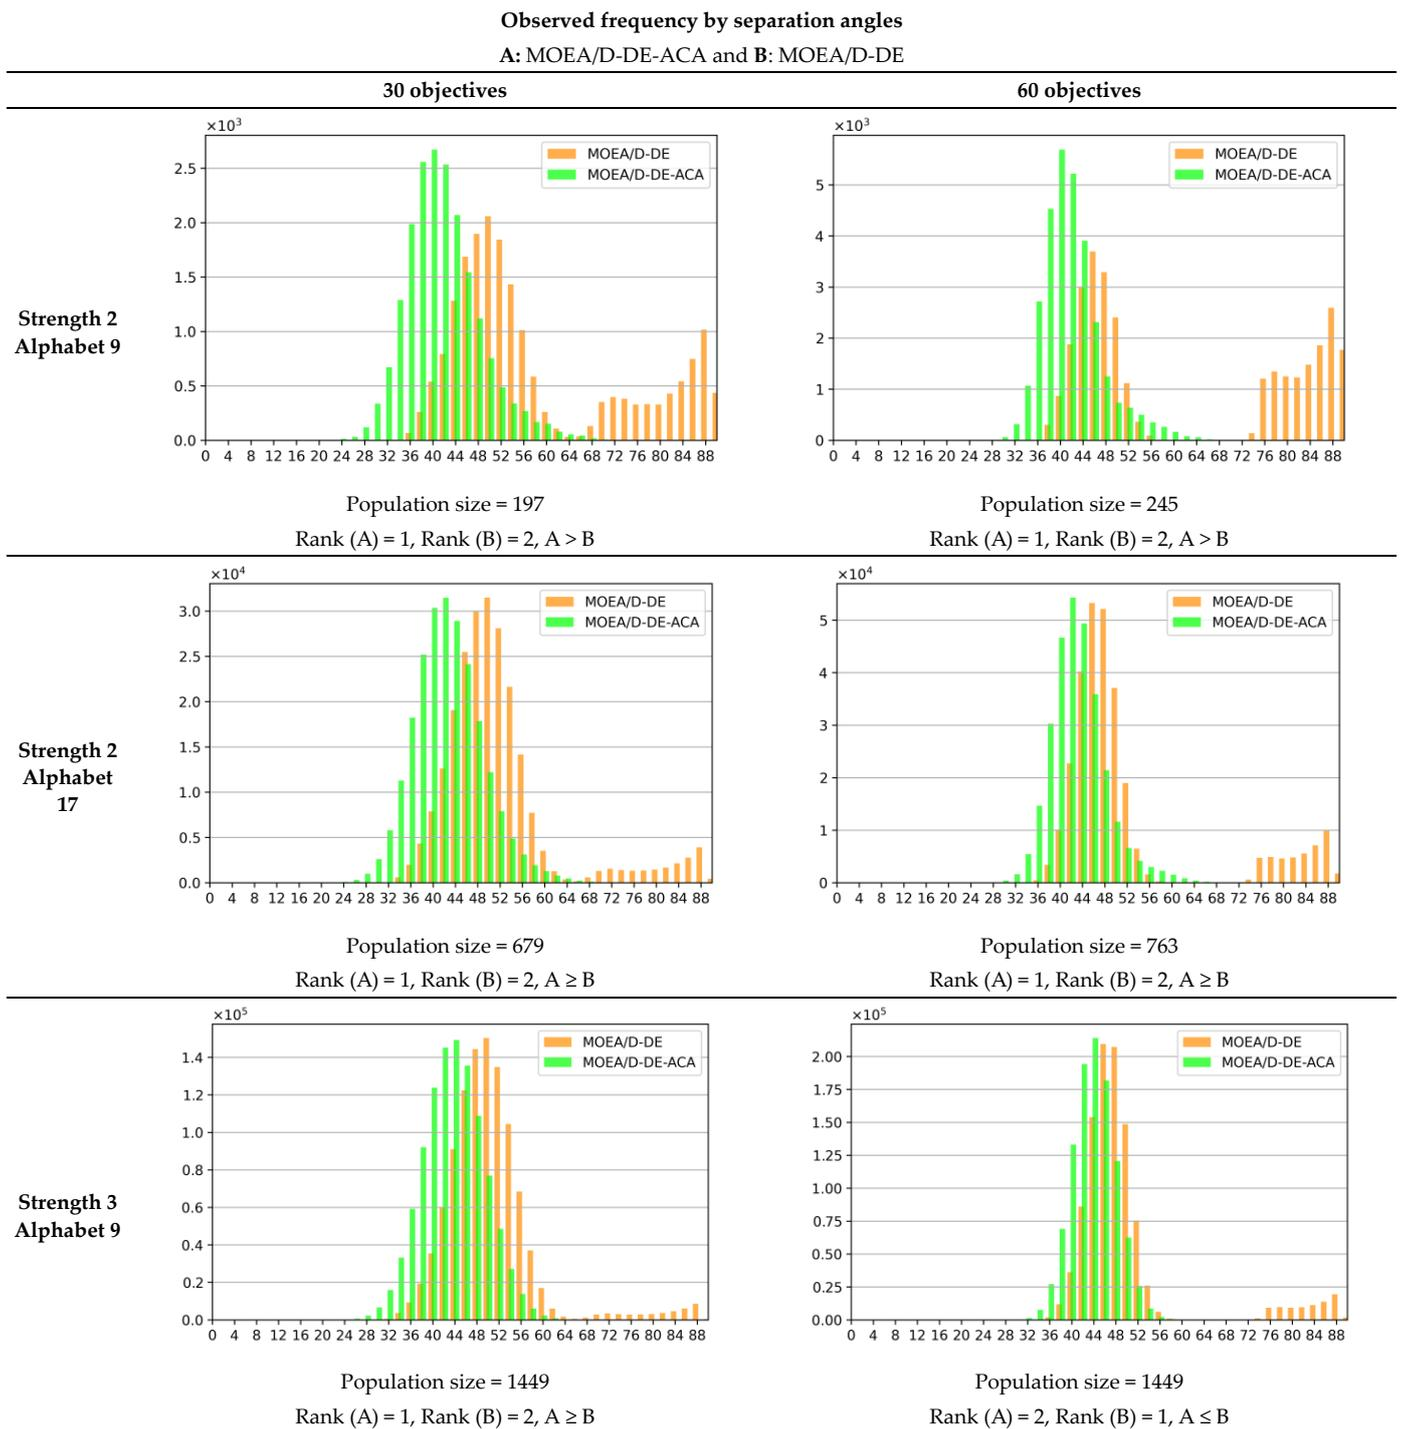 Observed frequency by separation angles
A: MOEA/D-DE-ACA and B: MOEA/D-DE
30 objectives
60 objectives
Strength 2
Alphabet 9
×10³
2.5
2.0
1.5
1.0
0.5
0.0
0 4 8 12 16 20 24 28 32 36 40 44 48 52 56 60 64 68 72 76 80 84 88
MOEA/D-DE
MOEA/D-DE-ACA
Population size = 197
Rank (A) = 1, Rank (B) = 2, A > B
×10³
5
4
3
2
1
0
0 4 8 12 16 20 24 28 32 36 40 44 48 52 56 60 64 68 72 76 80 84 88
MOEA/D-DE
MOEA/D-DE-ACA
Population size = 245
Rank (A) = 1, Rank (B) = 2, A > B
Strength 2
Alphabet
17
×10⁴
3.0
2.5
2.0
1.5
1.0
0.5
0.0
0 4 8 12 16 20 24 28 32 36 40 44 48 52 56 60 64 68 72 76 80 84 88
MOEA/D-DE
MOEA/D-DE-ACA
Population size = 679
Rank (A) = 1, Rank (B) = 2, A ≥ B
×10⁴
5
4
3
2
1
0
0 4 8 12 16 20 24 28 32 36 40 44 48 52 56 60 64 68 72 76 80 84 88
MOEA/D-DE
MOEA/D-DE-ACA
Population size = 763
Rank (A) = 1, Rank (B) = 2, A ≥ B
Strength 3
Alphabet 9
×10⁵
1.4
1.2
1.0
0.8
0.6
0.4
0.2
0.0
0 4 8 12 16 20 24 28 32 36 40 44 48 52 56 60 64 68 72 76 80 84 88
MOEA/D-DE
MOEA/D-DE-ACA
Population size = 1449
Rank (A) = 1, Rank (B) = 2, A ≥ B
×10⁵
2.00
1.75
1.50
1.25
1.00
0.75
0.50
0.25
0.00
0 4 8 12 16 20 24 28 32 36 40 44 48 52 56 60 64 68 72 76 80 84 88
MOEA/D-DE
MOEA/D-DE-ACA
Population size = 1449
Rank (A) = 2, Rank (B) = 1, A ≤ B